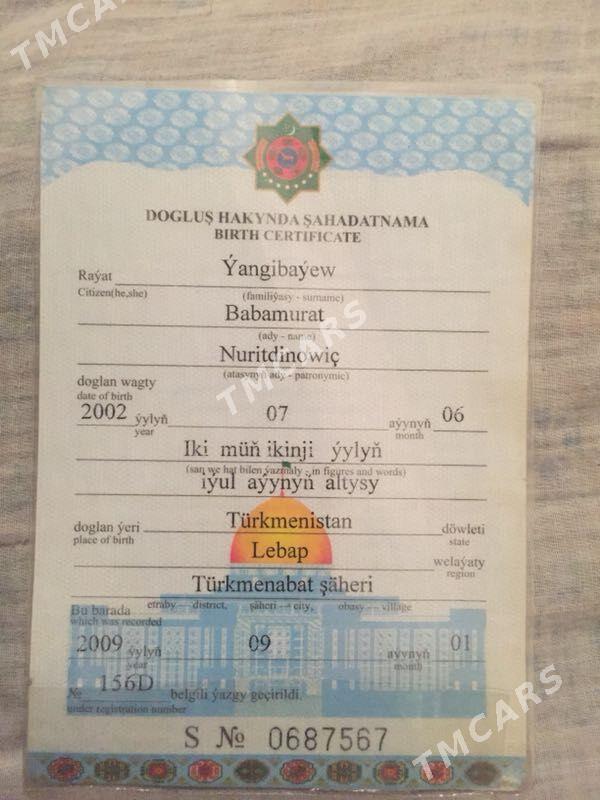 TMCARS
DOGLUŞ HAKYNDA ŞAHADATNAMA
BIRTH CERTIFICATE
Raýat Ýangibaýew
Citizen(he,she) (familiýasy - surname)
Babamurat
(ady - name)
TMCARS
Nuritdinowiç
(atasynyň ady - patronymic)
doglan wagty
date of birth
2002 ýylyň 07 aýynyň 06
year month
Iki müň ikinji ýylyň
(san we hat bilen ýazmaly - in figures and words)
iýul aýynyň altysy
doglan ýeri Türkmenistan döwleti
place of birth state
Lebap welaýaty
region
Türkmenabat şäheri
etraby — district, şäheri — city, obasy — village
Bu barada
which was recorded
2009 ýylyň 09 aýynyň 01
year month
№ 156D belgili ýazgy geçirildi.
under registration number
S № 0687567
TMCARS